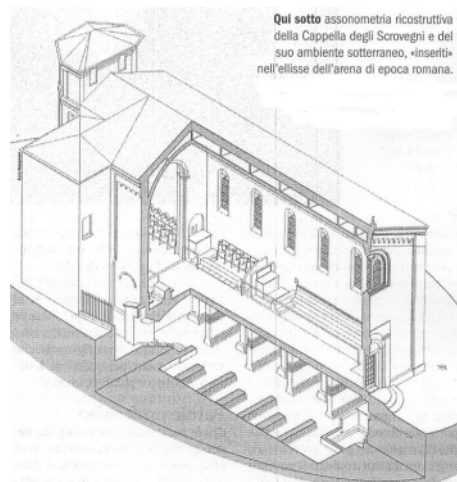 Qui sotto assonometria ricostruttiva
della Cappella degli Scrovegni e del
suo ambiente sotterraneo, «inseriti»
nell'ellisse dell'arena di epoca romana.